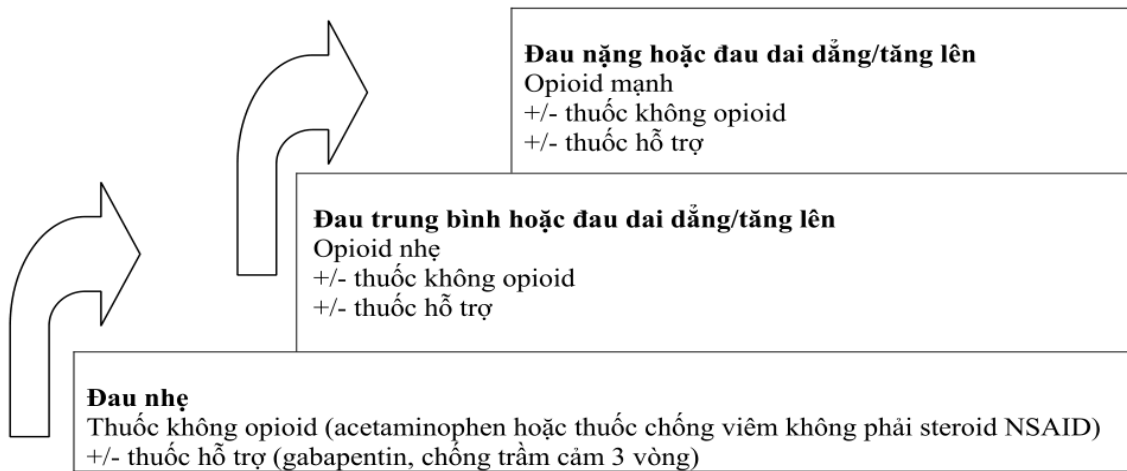 Đau nặng hoặc đau dai dẳng/tăng lên
Opioid mạnh
+/- thuốc không opioid
+/- thuốc hỗ trợ
Đau trung bình hoặc đau dai dẳng/tăng lên
Opioid nhẹ
+/- thuốc không opioid
+/- thuốc hỗ trợ
Đau nhẹ
Thuốc không opioid (acetaminophen hoặc thuốc chống viêm không phải steroid NSAID)
+/- thuốc hỗ trợ (gabapentin, chống trầm cảm 3 vòng)